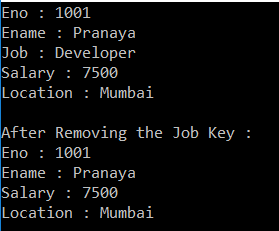 Eno : 1001
Ename : Pranaya
Job : Developer
Salary : 7500
Location : Mumbai
After Removing the Job Key :
Eno : 1001
Ename : Pranaya
Salary : 7500
Location : Mumbai